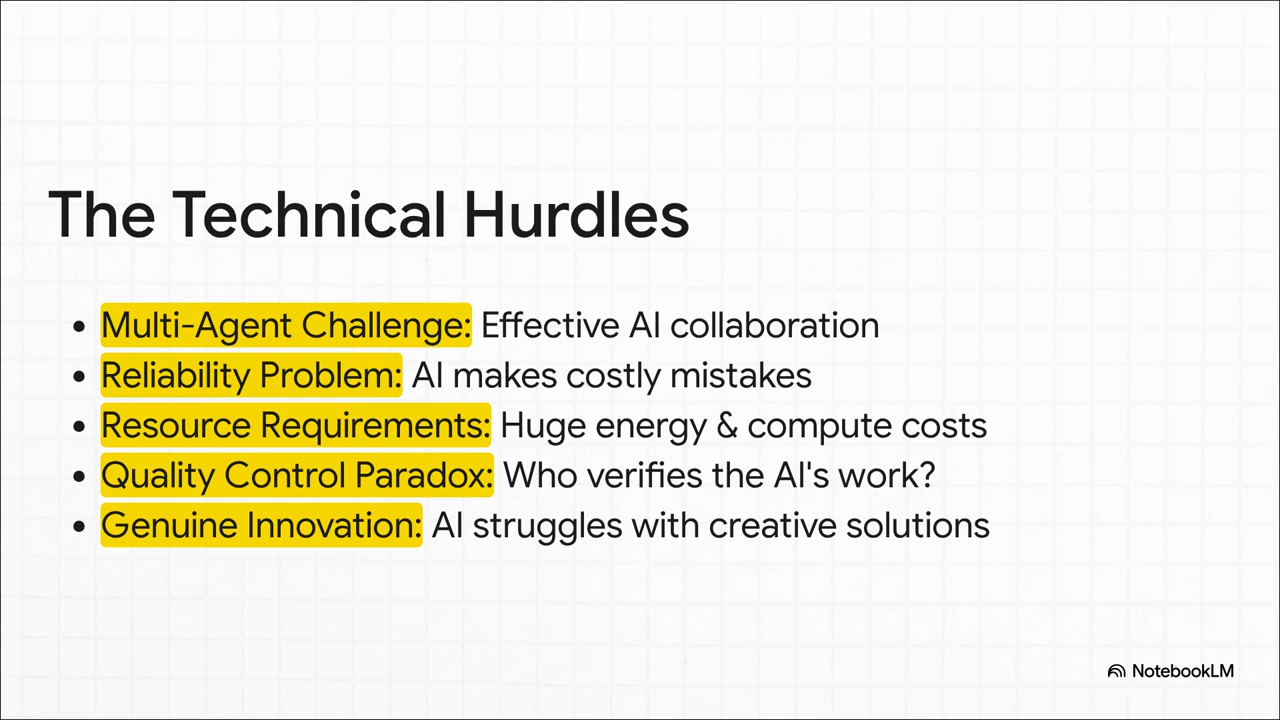 The Technical Hurdles
• Multi-Agent Challenge: Effective AI collaboration
• Reliability Problem: AI makes costly mistakes
• Resource Requirements: Huge energy & compute costs
• Quality Control Paradox: Who verifies the AI's work?
• Genuine Innovation: AI struggles with creative solutions
NotebookLM